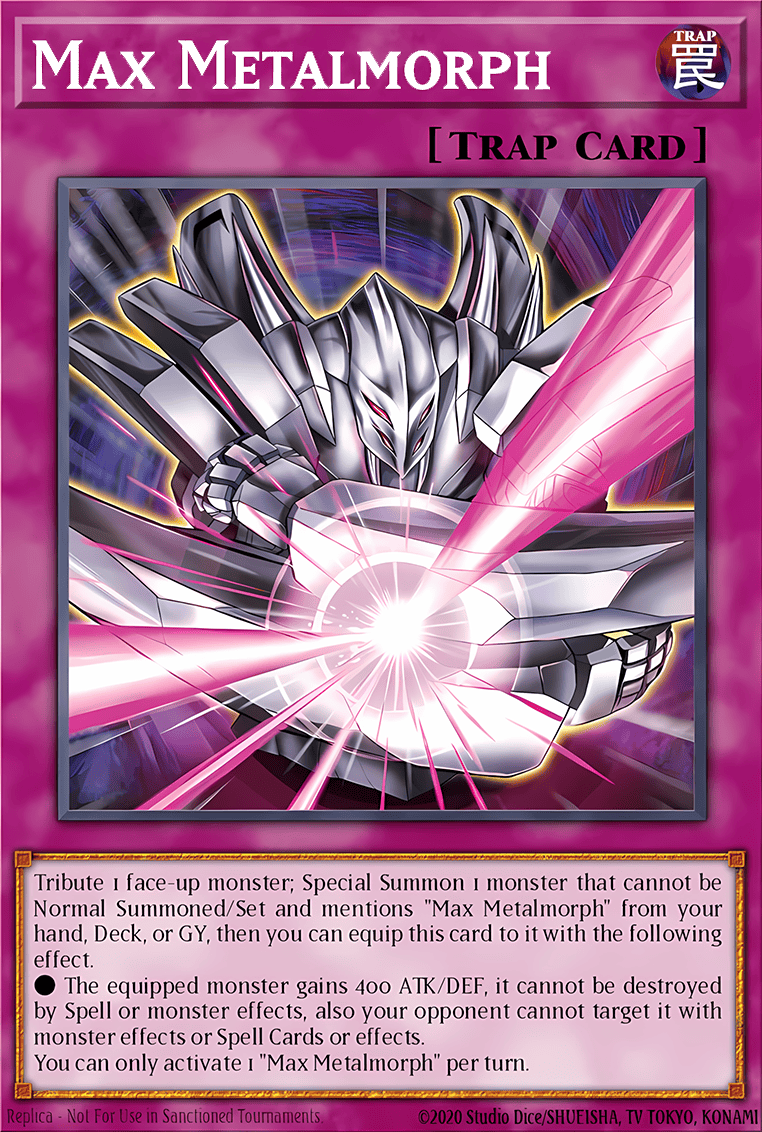 Max Metalmorph
TRAP
罠
[Trap Card]
Tribute 1 face-up monster; Special Summon 1 monster that cannot be
Normal Summoned/Set and mentions "Max Metalmorph" from your
hand, Deck, or GY, then you can equip this card to it with the following
effect.
● The equipped monster gains 400 ATK/DEF, it cannot be destroyed
by Spell or monster effects, also your opponent cannot target it with
monster effects or Spell Cards or effects.
You can only activate 1 "Max Metalmorph" per turn.
Replica - Not For Use in Sanctioned Tournaments.
©2020 Studio Dice/SHUEISHA, TV TOKYO, KONAMI